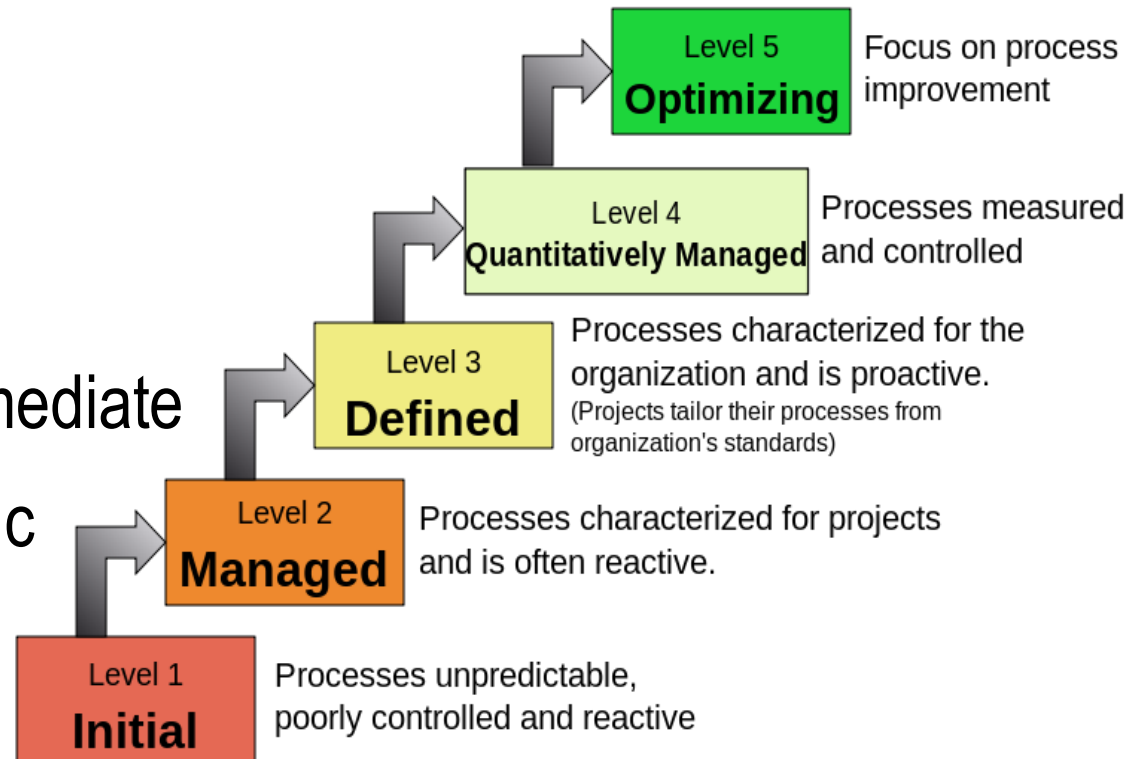 Level 5
Optimizing
Focus on process
improvement
Level 4
Quantitatively Managed
Processes measured
and controlled
Level 3
Defined
Processes characterized for the
organization and is proactive.
(Projects tailor their processes from
organization's standards)
Level 2
Managed
Processes characterized for projects
and is often reactive.
Level 1
Initial
Processes unpredictable,
poorly controlled and reactive